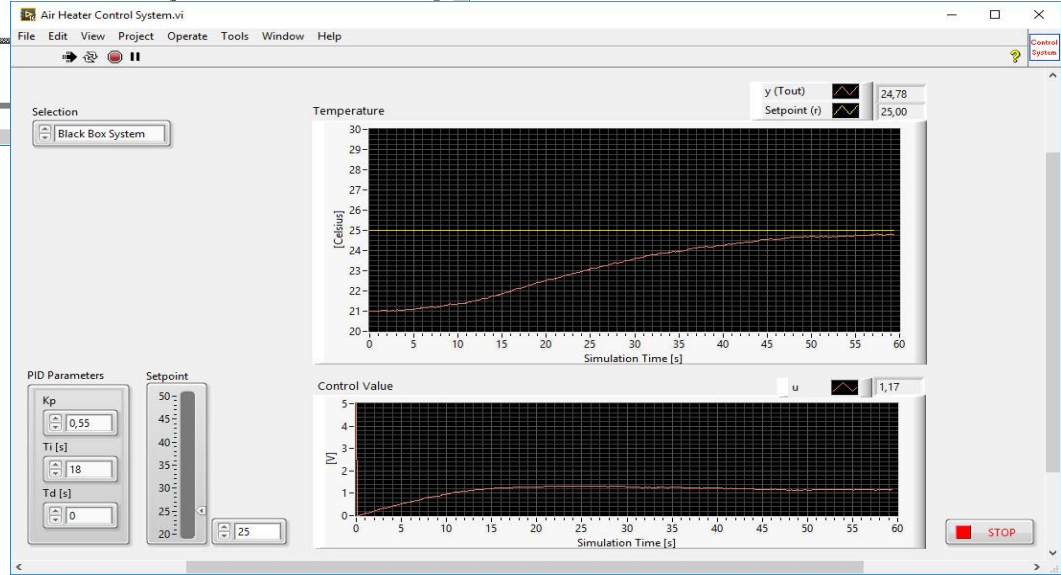 Air Heater Control System.vi
File Edit View Project Operate Tools Window Help
Control
System
Selection
Black Box System
Temperature
y (Tout) 24,78
Setpoint (r) 25,00
30
29
28
27
26
25
24
23
22
21
20
[Celsius]
0 5 10 15 20 25 30 35 40 45 50 55 60
Simulation Time [s]
PID Parameters
Kp
0,55
Ti [s]
18
Td [s]
0
Setpoint
50
45
40
35
30
25
20
25
Control Value
u 1,17
5
4
3
2
1
0
[V]
0 5 10 15 20 25 30 35 40 45 50 55 60
Simulation Time [s]
STOP